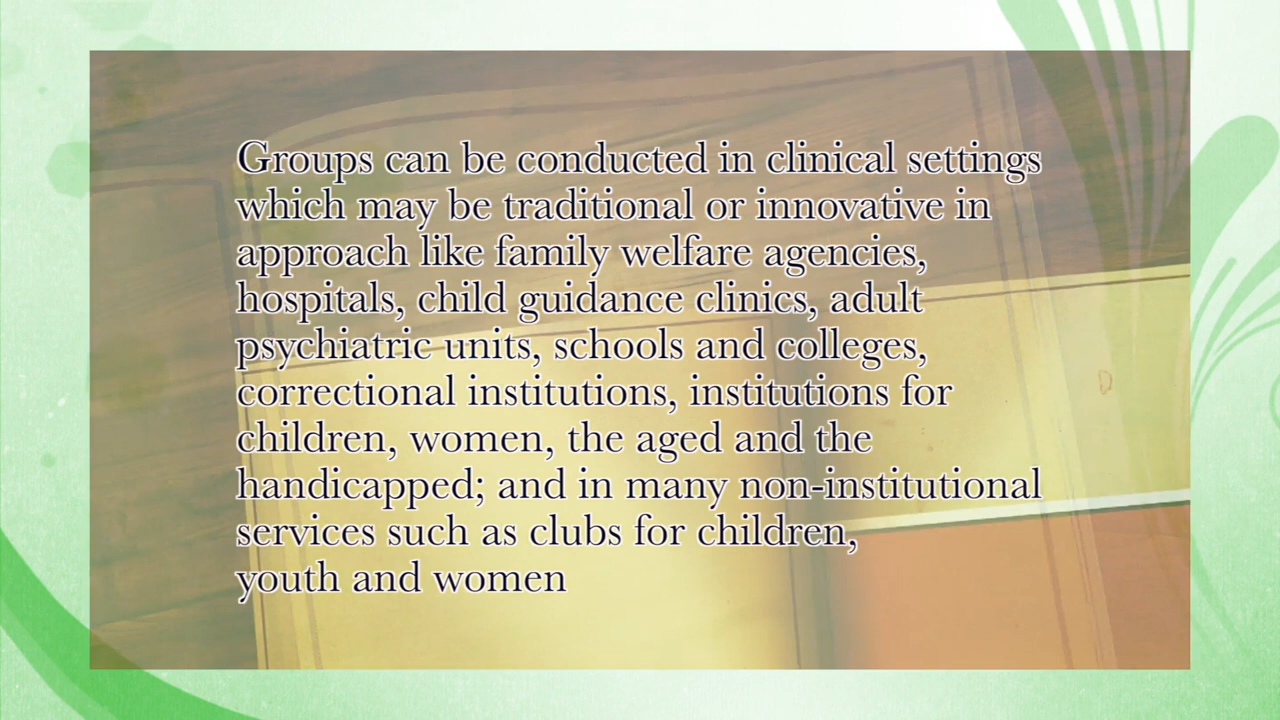 Groups can be conducted in clinical settings
which may be traditional or innovative in
approach like family welfare agencies,
hospitals, child guidance clinics, adult
psychiatric units, schools and colleges,
correctional institutions, institutions for
children, women, the aged and the
handicapped; and in many non-institutional
services such as clubs for children,
youth and women